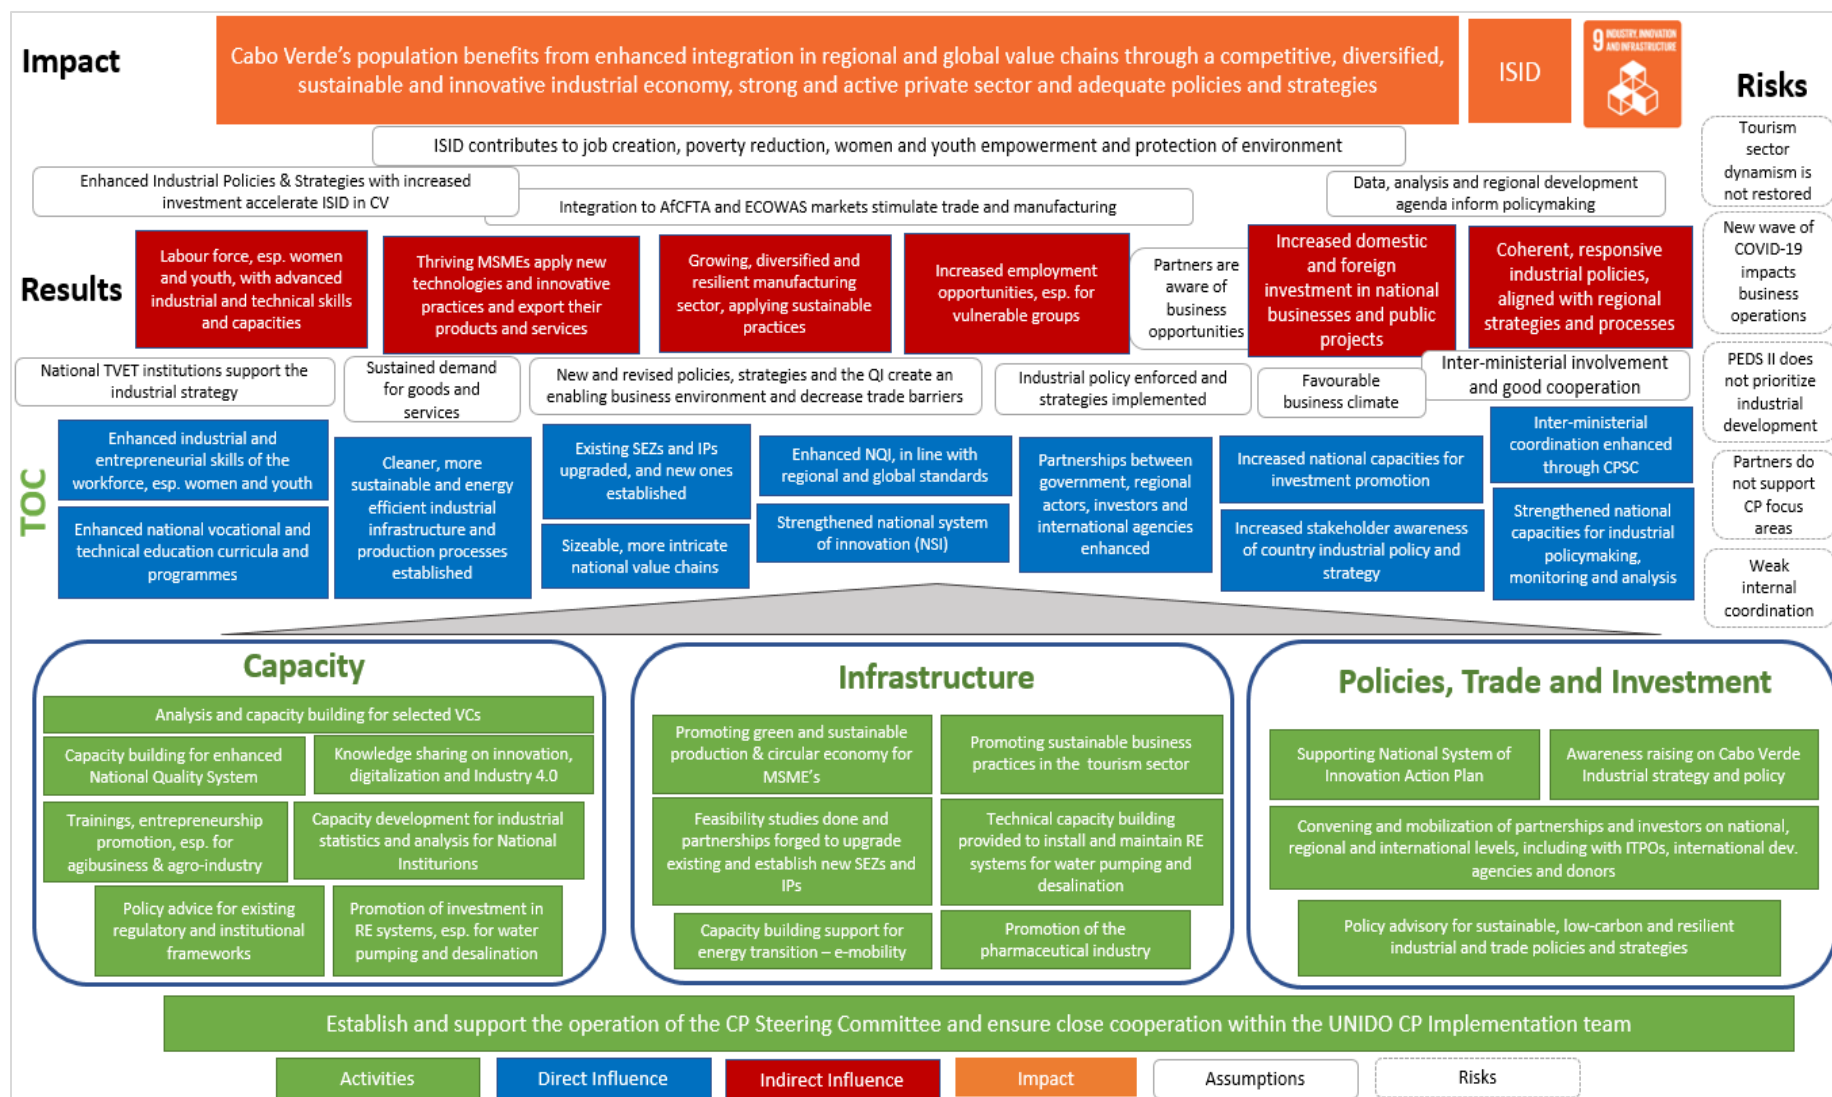 Impact
Cabo Verde's population benefits from enhanced integration in regional and global value chains through a competitive, diversified,
sustainable and innovative industrial economy, strong and active private sector and adequate policies and strategies
ISID
9 INDUSTRY, INNOVATION
AND INFRASTRUCTURE
Risks
ISID contributes to job creation, poverty reduction, women and youth empowerment and protection of environment
Enhanced Industrial Policies & Strategies with increased
investment accelerate ISID in CV
Integration to AfCFTA and ECOWAS markets stimulate trade and manufacturing
Data, analysis and regional development
agenda inform policymaking
Tourism
sector
dynamism is
not restored
Results
Labour force, esp. women
and youth, with advanced
industrial and technical skills
and capacities
Thriving MSMEs apply new
technologies and innovative
practices and export their
products and services
Growing, diversified and
resilient manufacturing
sector, applying sustainable
practices
Increased employment
opportunities, esp. for
vulnerable groups
Partners are
aware of
business
opportunities
Increased domestic
and foreign
investment in national
businesses and public
projects
Coherent, responsive
industrial policies,
aligned with regional
strategies and processes
New wave of
COVID-19
impacts
business
operations
National TVET institutions support the
industrial strategy
Sustained demand
for goods and
services
New and revised policies, strategies and the QI create an
enabling business environment and decrease trade barriers
Industrial policy enforced and
strategies implemented
Favourable
business climate
Inter-ministerial involvement
and good cooperation
PEDS II does
not prioritize
industrial
development
TOC
Enhanced industrial and
entrepreneurial skills of the
workforce, esp. women and youth
Enhanced national vocational and
technical education curricula and
programmes
Cleaner, more
sustainable and energy
efficient industrial
infrastructure and
production processes
established
Existing SEZs and IPs
upgraded, and new ones
established
Sizeable, more intricate
national value chains
Enhanced NQI, in line with
regional and global standards
Strengthened national system
of innovation (NSI)
Partnerships between
government, regional
actors, investors and
international agencies
enhanced
Increased national capacities for
investment promotion
Increased stakeholder awareness
of country industrial policy and
strategy
Inter-ministerial
coordination enhanced
through CPSC
Strengthened national
capacities for industrial
policymaking,
monitoring and analysis
Partners do
not support
CP focus
areas
Weak
internal
coordination
Capacity
Analysis and capacity building for selected VCs
Capacity building for enhanced
National Quality System
Knowledge sharing on innovation,
digitalization and Industry 4.0
Trainings, entrepreneurship
promotion, esp. for
agibusiness & agro-industry
Capacity development for industrial
statistics and analysis for National
Institurions
Policy advice for existing
regulatory and institutional
frameworks
Promotion of investment in
RE systems, esp. for water
pumping and desalination
Infrastructure
Promoting green and sustainable
production & circular economy for
MSME's
Promoting sustainable business
practices in the tourism sector
Feasibility studies done and
partnerships forged to upgrade
existing and establish new SEZs and
IPs
Technical capacity building
provided to install and maintain RE
systems for water pumping and
desalination
Capacity building support for
energy transition – e-mobility
Promotion of the
pharmaceutical industry
Policies, Trade and Investment
Supporting National System of
Innovation Action Plan
Awareness raising on Cabo Verde
Industrial strategy and policy
Convening and mobilization of partnerships and investors on national,
regional and international levels, including with ITPOs, international dev.
agencies and donors
Policy advisory for sustainable, low-carbon and resilient
industrial and trade policies and strategies
Establish and support the operation of the CP Steering Committee and ensure close cooperation within the UNIDO CP Implementation team
Activities
Direct Influence
Indirect Influence
Impact
Assumptions
Risks